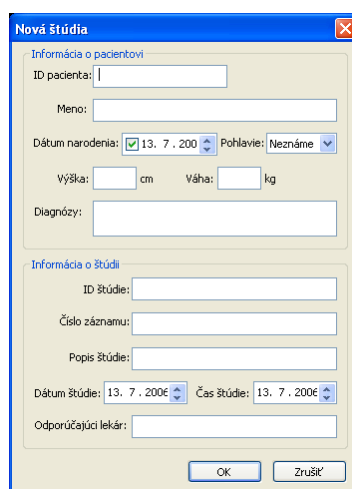 Nová štúdia
Informácia o pacientovi
ID pacienta:
Meno:
Dátum narodenia: 13. 7 . 200 Pohlavie: Neznáme
Výška: cm Váha: kg
Diagnózy:
Informácia o štúdii
ID štúdie:
Číslo záznamu:
Popis štúdie:
Dátum štúdie: 13. 7 . 2006 Čas štúdie: 13. 7 . 2006
Odporúčajúci lekár:
OK Zrušiť